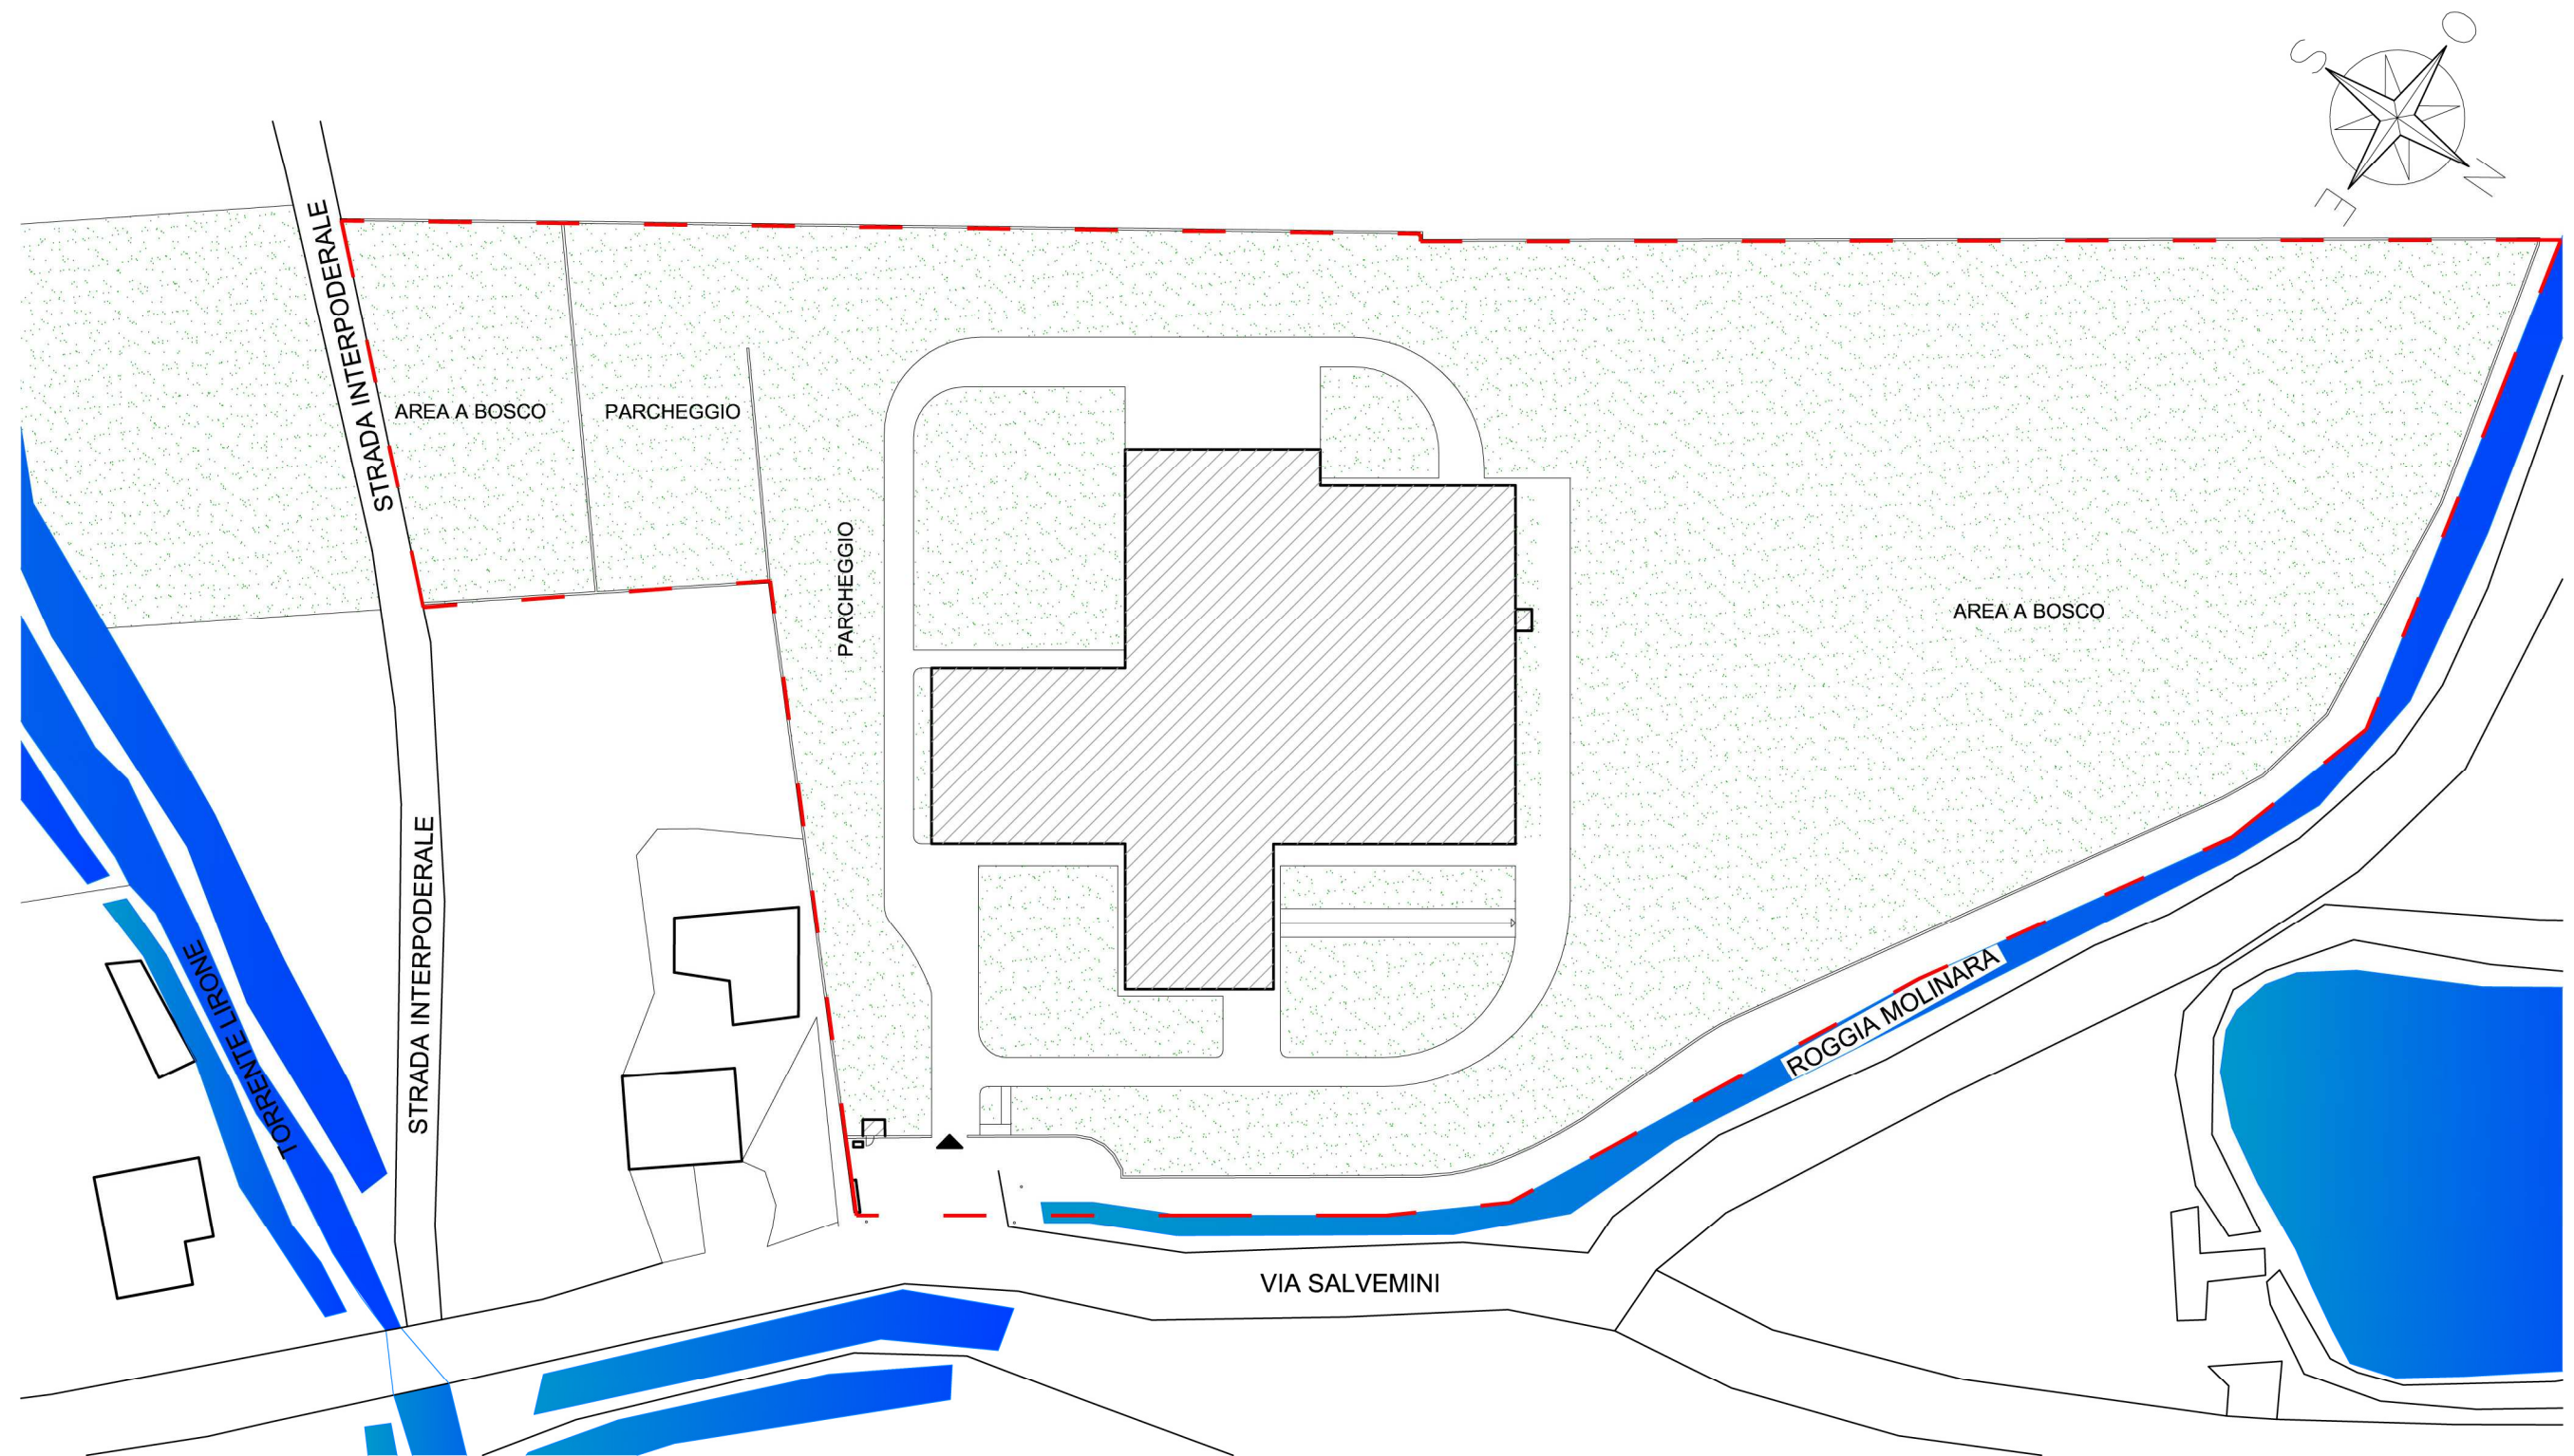 S
O
N
E
STRADA INTERPODERALE
AREA A BOSCO
PARCHEGGIO
PARCHEGGIO
AREA A BOSCO
STRADA INTERPODERALE
TORRENTE LIRONE
ROGGIA MOLINARA
VIA SALVEMINI